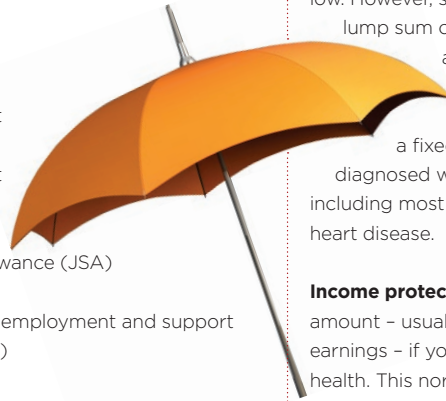 wance (JSA)
employment and support
)
low. However, s
lump sum o
a
a fixe
diagnosed w
including most
heart disease.
Income protec
amount – usual
earnings – if yo
health. This nor